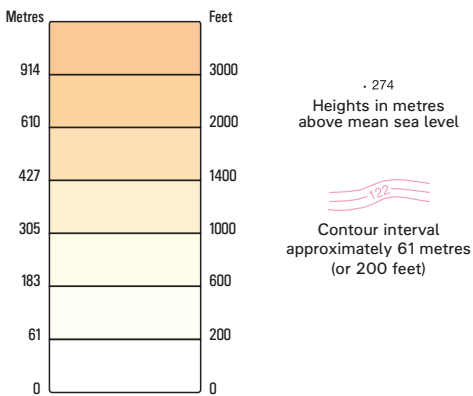 Metres Feet
914 3000
610 2000
427 1400
305 1000
183 600
61 200
0 0
· 274
Heights in metres
above mean sea level
122
Contour interval
approximately 61 metres
(or 200 feet)